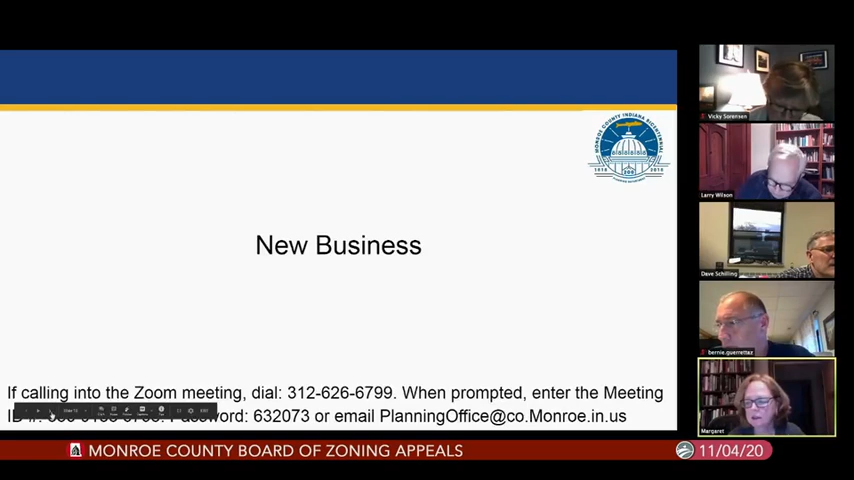 MONROE COUNTY INDIANA BICENTENNIAL
1818 200 2018
New Business
If calling into the Zoom meeting, dial: 312-626-6799. When prompted, enter the Meeting
Password: 632073 or email PlanningOffice@co.Monroe.in.us
Vicky Sorensen
Larry Wilson
Dave Schilling
bernie.guerrettaz
Margaret
MONROE COUNTY BOARD OF ZONING APPEALS
11/04/20